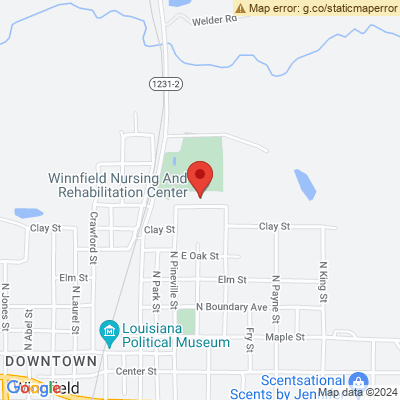 Map error: g.co/staticmaperror
Welder Rd
1231-2
Winnfield Nursing And
Rehabilitation Center
Clay St
Crawford St
Clay St
Clay St
E Oak St
Elm St
N Laurel St
N Jones St
N Abel St
N Park St
N Pineville St
Elm St
N Payne St
N King St
N Boundary Ave
Fry St
Maple St
Louisiana
Political Museum
DOWNTOWN
Center St
Google
Scentsational
Scents by Jen
Map data ©2024